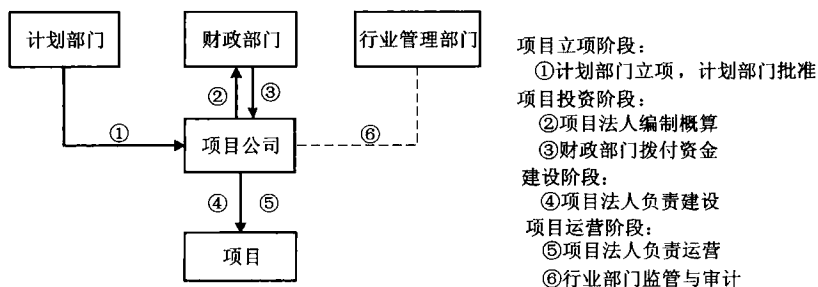 计划部门
财政部门
行业管理部门
②
③
①
项目公司
⑥
④
⑤
项目
项目立项阶段：
①计划部门立项，计划部门批准
项目投资阶段：
②项目法人编制概算
③财政部门拨付资金
建设阶段：
④项目法人负责建设
项目运营阶段：
⑤项目法人负责运营
⑥行业部门监管与审计